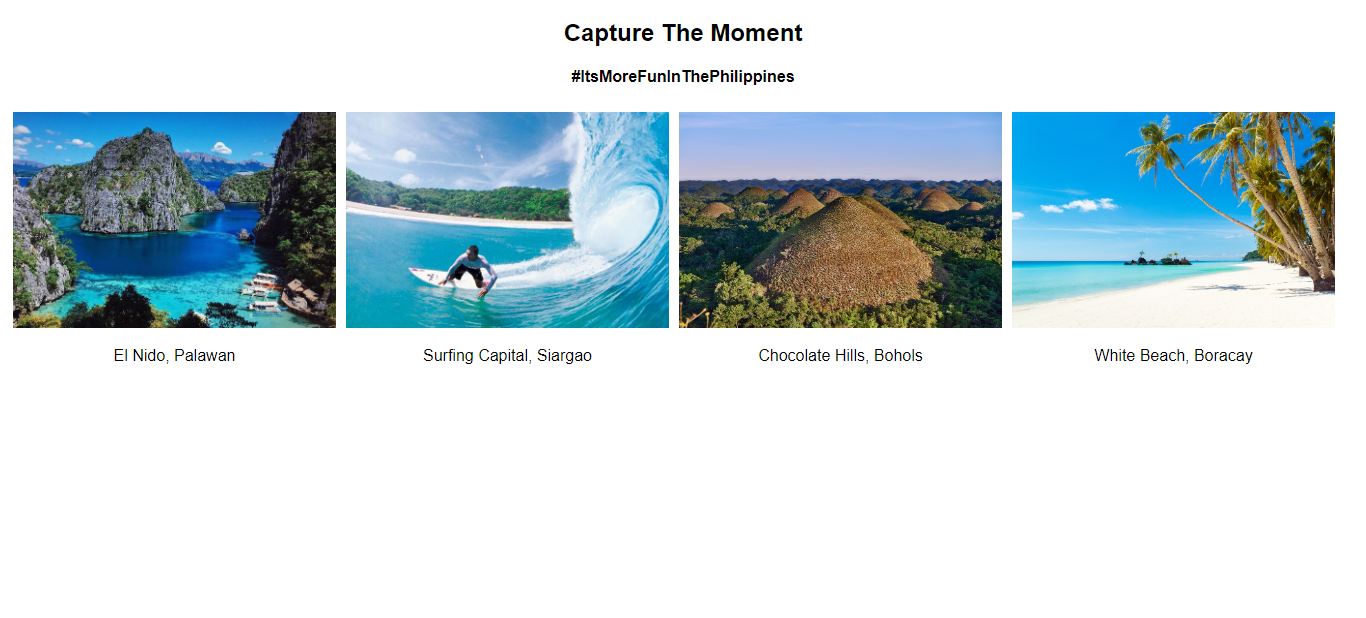 Capture The Moment
#ItsMoreFunInThePhilippines
El Nido, Palawan
Surfing Capital, Siargao
Chocolate Hills, Bohols
White Beach, Boracay